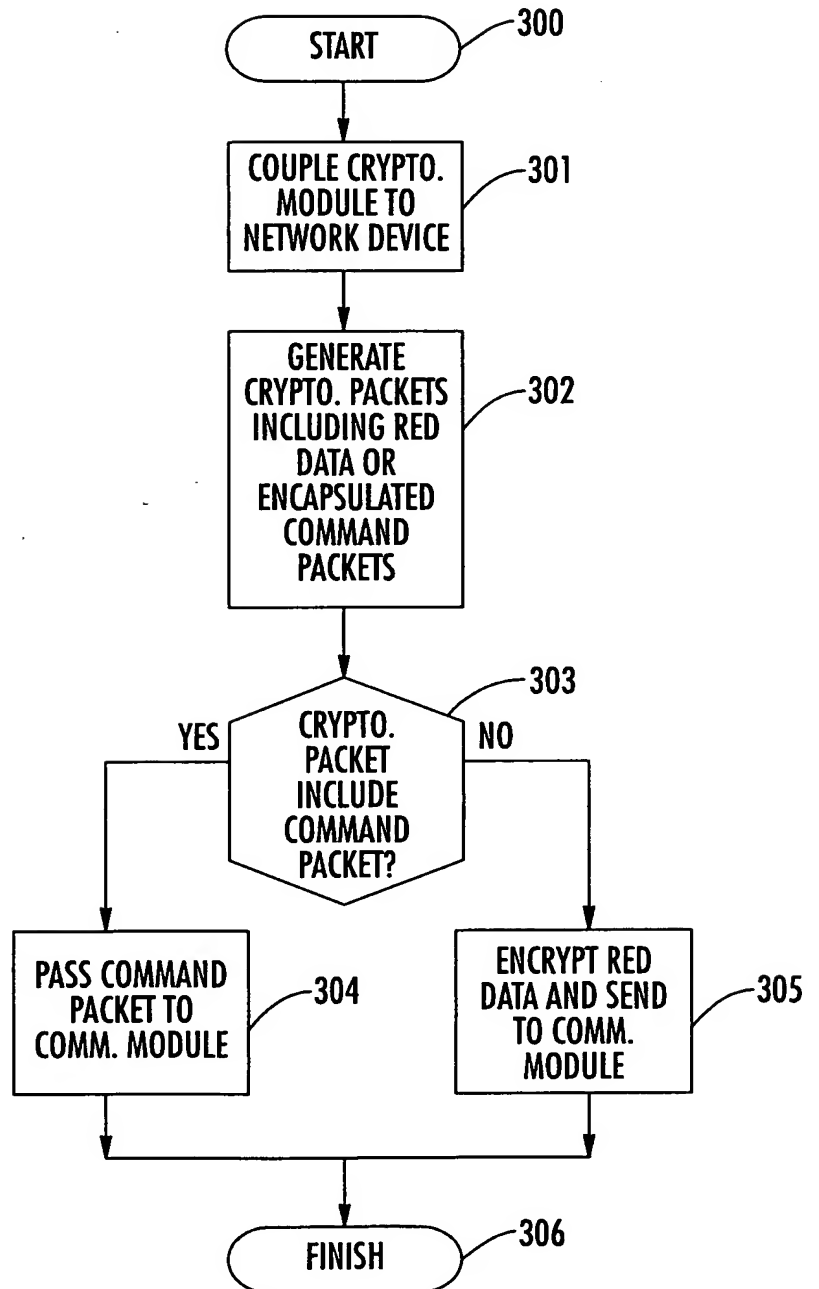 START
300
COUPLE CRYPTO.
MODULE TO
NETWORK DEVICE
301
GENERATE
CRYPTO. PACKETS
INCLUDING RED
DATA OR
ENCAPSULATED
COMMAND
PACKETS
302
303
CRYPTO.
PACKET
INCLUDE
COMMAND
PACKET?
YES
NO
PASS COMMAND
PACKET TO
COMM. MODULE
304
ENCRYPT RED
DATA AND SEND
TO COMM.
MODULE
305
FINISH
306